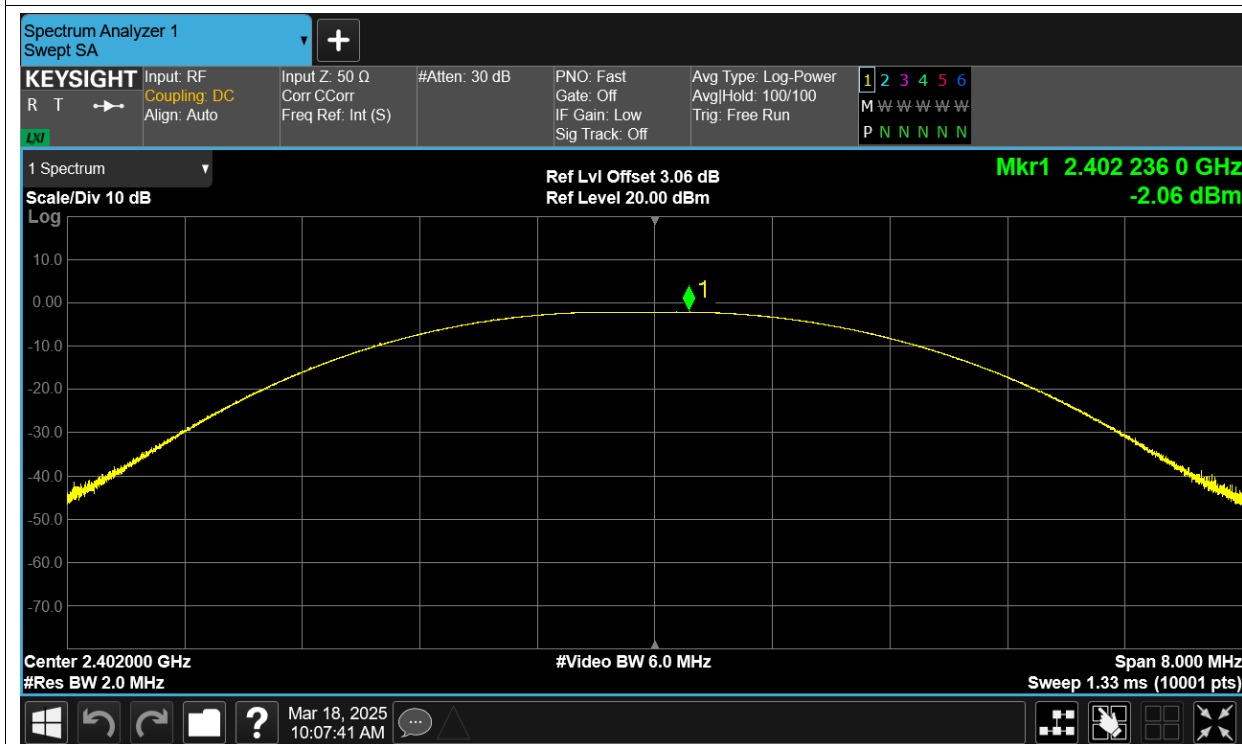 Spectrum Analyzer 1
Swept SA
KEYSIGHT
R T
LXI
Input: RF
Coupling: DC
Align: Auto
Input Z: 50 Ω
Corr CCorr
Freq Ref: Int (S)
#Atten: 30 dB
PNO: Fast
Gate: Off
IF Gain: Low
Sig Track: Off
Avg Type: Log-Power
Avg|Hold: 100/100
Trig: Free Run
1 2 3 4 5 6
M W W W W W
P N N N N N
1 Spectrum
Scale/Div 10 dB
Log
Ref Lvl Offset 3.06 dB
Ref Level 20.00 dBm
Mkr1 2.402 236 0 GHz
-2.06 dBm
1
10.0
0.00
-10.0
-20.0
-30.0
-40.0
-50.0
-60.0
-70.0
Center 2.402000 GHz
#Res BW 2.0 MHz
#Video BW 6.0 MHz
Span 8.000 MHz
Sweep 1.33 ms (10001 pts)
?
Mar 18, 2025
10:07:41 AM